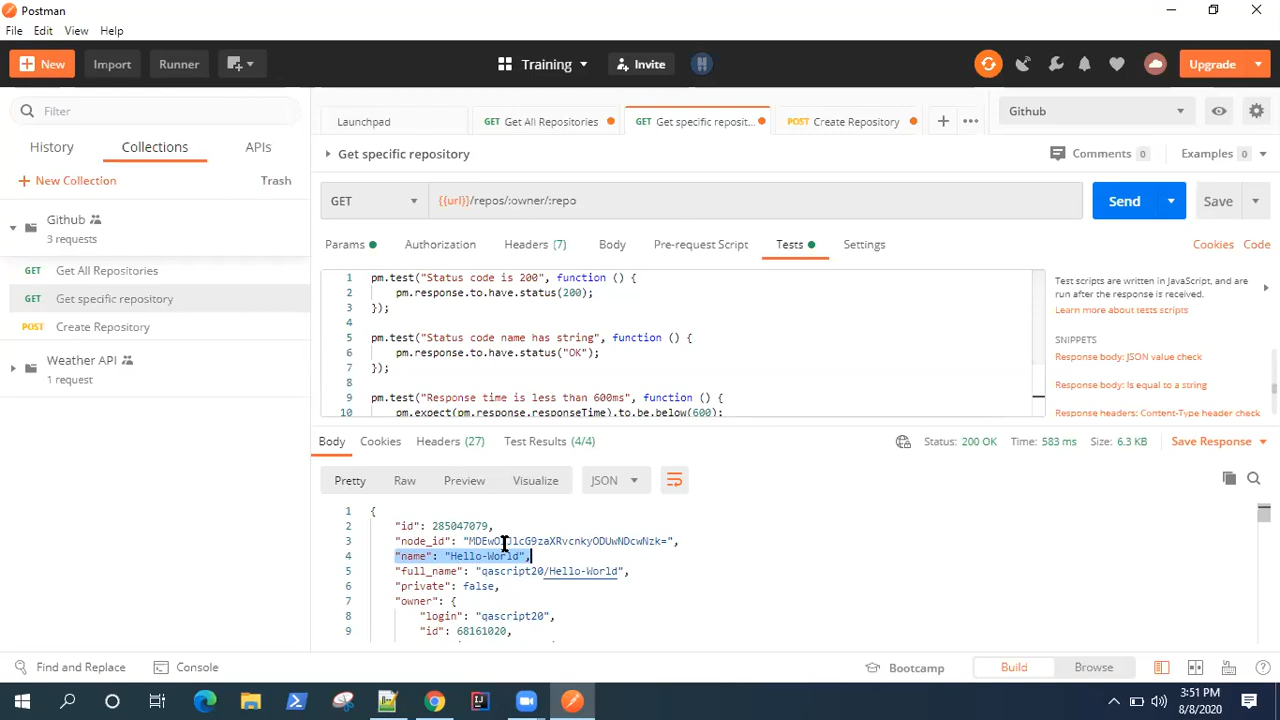 Postman
File Edit View Help
New Import Runner Training Invite Upgrade
Filter
History Collections APIs
New Collection Trash
Github
3 requests
GET Get All Repositories
GET Get specific repository
POST Create Repository
Weather API
1 request
Launchpad GET Get All Repositories GET Get specific reposit... POST Create Repository Github
Get specific repository Comments 0 Examples 0
GET {{url}}/repos/:owner/:repo Send Save
Params Authorization Headers (7) Body Pre-request Script Tests Settings Cookies Code
1 pm.test("Status code is 200", function () {
2 pm.response.to.have.status(200);
3 });
4
5 pm.test("Status code name has string", function () {
6 pm.response.to.have.status("OK");
7 });
8
9 pm.test("Response time is less than 600ms", function () {
10 pm.expect(pm.response.responseTime).to.be.below(600);
Test scripts are written in JavaScript, and are
run after the response is received.
Learn more about tests scripts
SNIPPETS
Response body: JSON value check
Response body: Is equal to a string
Response headers: Content-Type header check
Body Cookies Headers (27) Test Results (4/4) Status: 200 OK Time: 583 ms Size: 6.3 KB Save Response
Pretty Raw Preview Visualize JSON
1 {
2 "id": 285047079,
3 "node_id":
4 "name": "Hello-World",
5 "full_name": "qascript20/Hello-World",
6 "private": false,
7 "owner": {
8 "login": "qascript20",
9 "id": 68161020,
Find and Replace Console Bootcamp Build Browse
3:51 PM
8/8/2020